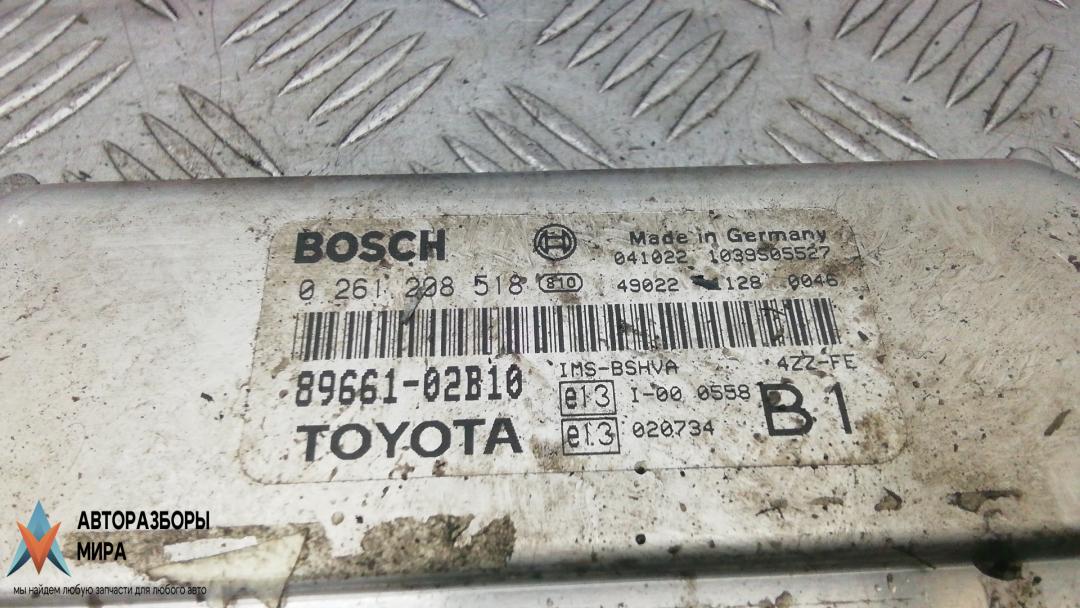 BOSCH
Made in Germany
041022 1039S05527
0 261 208 518 810
49022 1128 0046
89661-02B10
IMS-BSHVA
4ZZ-FE
e13 I-00 0558
B1
TOYOTA
e13 020734
АВТОРАЗБОРЫ
МИРА
мы найдем любую запчасти для любого авто